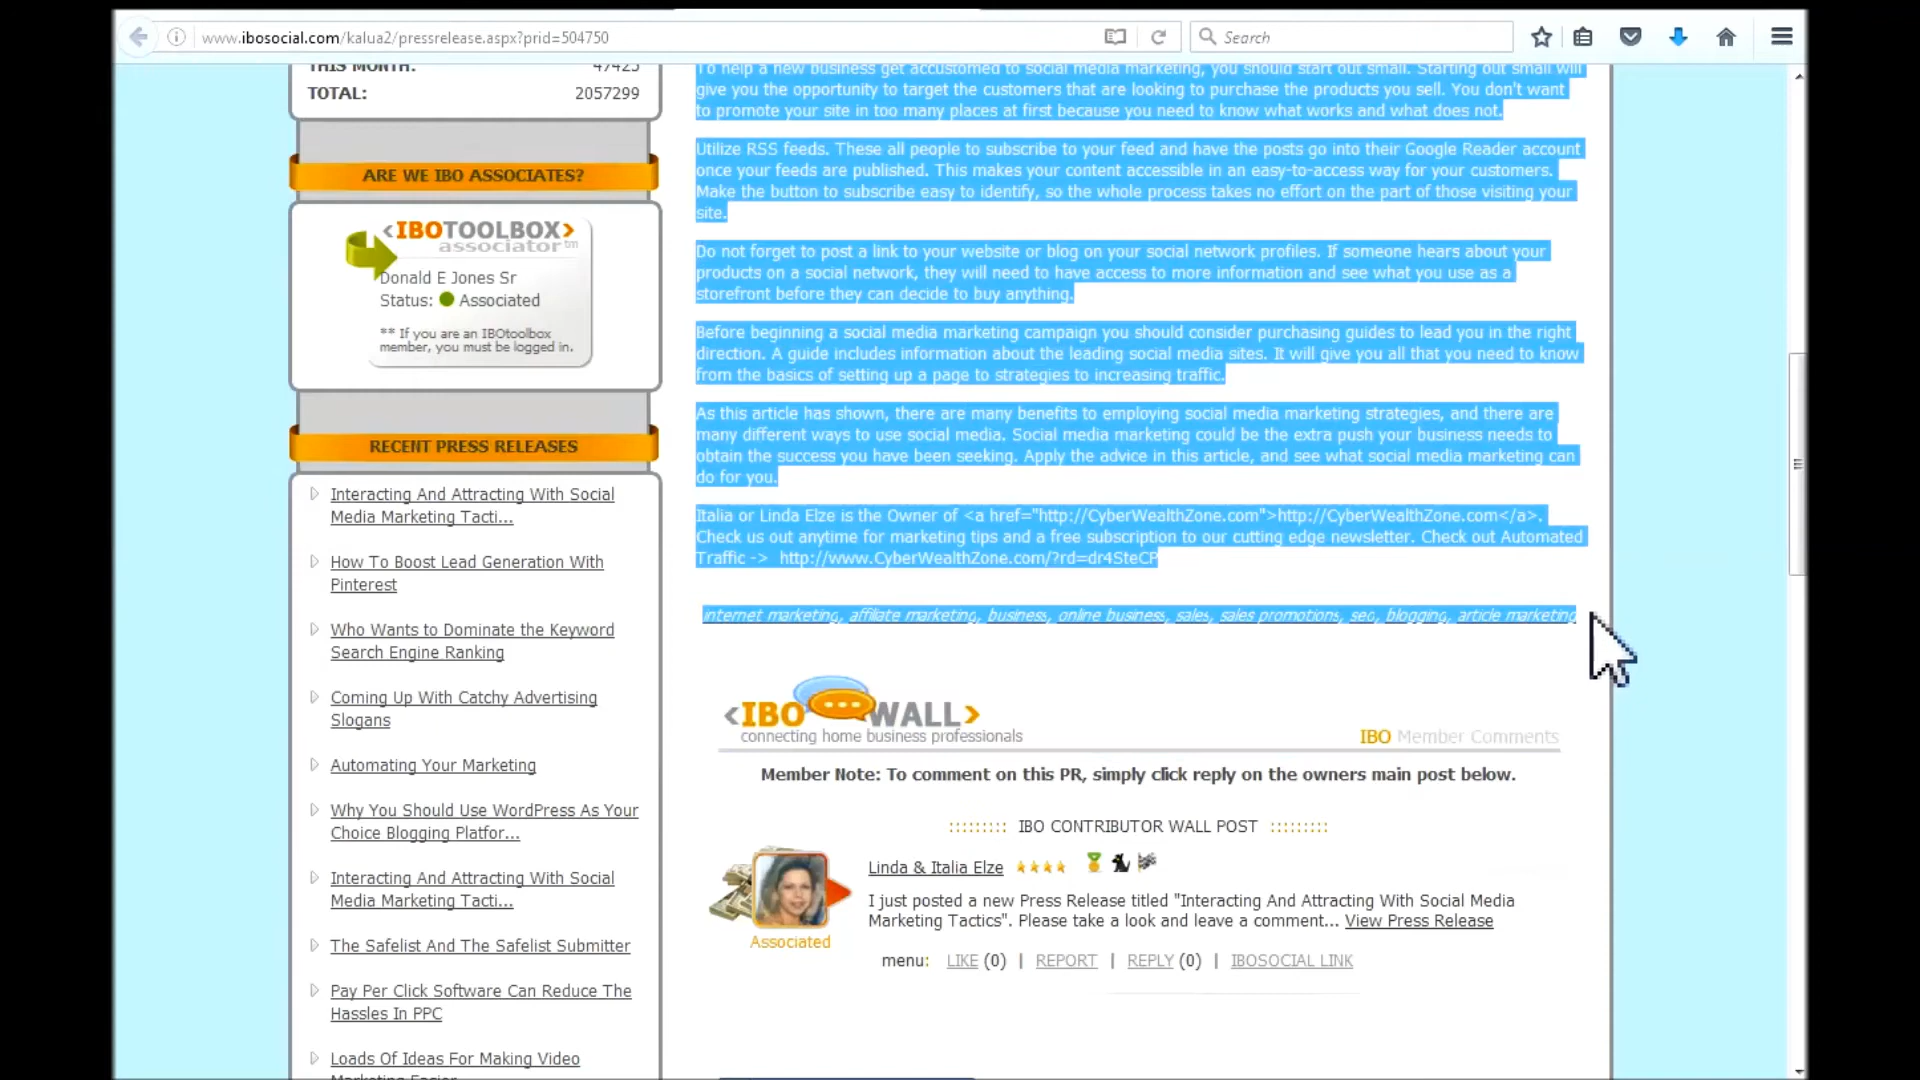 www.ibosocial.com/kalua2/pressrelease.aspx?prid=504750
Search
THIS MONTH: 47425
TOTAL: 2057299
ARE WE IBO ASSOCIATES?
<IBOTOOLBOX>
associator™
Donald E Jones Sr
Status: Associated
** If you are an IBOtoolbox
member, you must be logged in.
RECENT PRESS RELEASES
Interacting And Attracting With Social
Media Marketing Tacti...
How To Boost Lead Generation With
Pinterest
Who Wants to Dominate the Keyword
Search Engine Ranking
Coming Up With Catchy Advertising
Slogans
Automating Your Marketing
Why You Should Use WordPress As Your
Choice Blogging Platfor...
Interacting And Attracting With Social
Media Marketing Tacti...
The Safelist And The Safelist Submitter
Pay Per Click Software Can Reduce The
Hassles In PPC
Loads Of Ideas For Making Video
Marketing Easier
To help a new business get accustomed to social media marketing, you should start out small. Starting out small will
give you the opportunity to target the customers that are looking to purchase the products you sell. You don't want
to promote your site in too many places at first because you need to know what works and what does not.
Utilize RSS feeds. These all people to subscribe to your feed and have the posts go into their Google Reader account
once your feeds are published. This makes your content accessible in an easy-to-access way for your customers.
Make the button to subscribe easy to identify, so the whole process takes no effort on the part of those visiting your
site.
Do not forget to post a link to your website or blog on your social network profiles. If someone hears about your
products on a social network, they will need to have access to more information and see what you use as a
storefront before they can decide to buy anything.
Before beginning a social media marketing campaign you should consider purchasing guides to lead you in the right
direction. A guide includes information about the leading social media sites. It will give you all that you need to know
from the basics of setting up a page to strategies to increasing traffic.
As this article has shown, there are many benefits to employing social media marketing strategies, and there are
many different ways to use social media. Social media marketing could be the extra push your business needs to
obtain the success you have been seeking. Apply the advice in this article, and see what social media marketing can
do for you.
Italia or Linda Elze is the Owner of <a href="http://CyberWealthZone.com">http://CyberWealthZone.com</a>.
Check us out anytime for marketing tips and a free subscription to our cutting edge newsletter. Check out Automated
Traffic -> http://www.CyberWealthZone.com/?rd=dr4SteCP
internet marketing, affiliate marketing, business, online business, sales, sales promotions, seo, blogging, article marketing
<IBO WALL>
connecting home business professionals
IBO Member Comments
Member Note: To comment on this PR, simply click reply on the owners main post below.
::::::::: IBO CONTRIBUTOR WALL POST :::::::::
Linda & Italia Elze
I just posted a new Press Release titled "Interacting And Attracting With Social Media
Marketing Tactics". Please take a look and leave a comment... View Press Release
Associated
menu: LIKE (0) | REPORT | REPLY (0) | IBOSOCIAL LINK